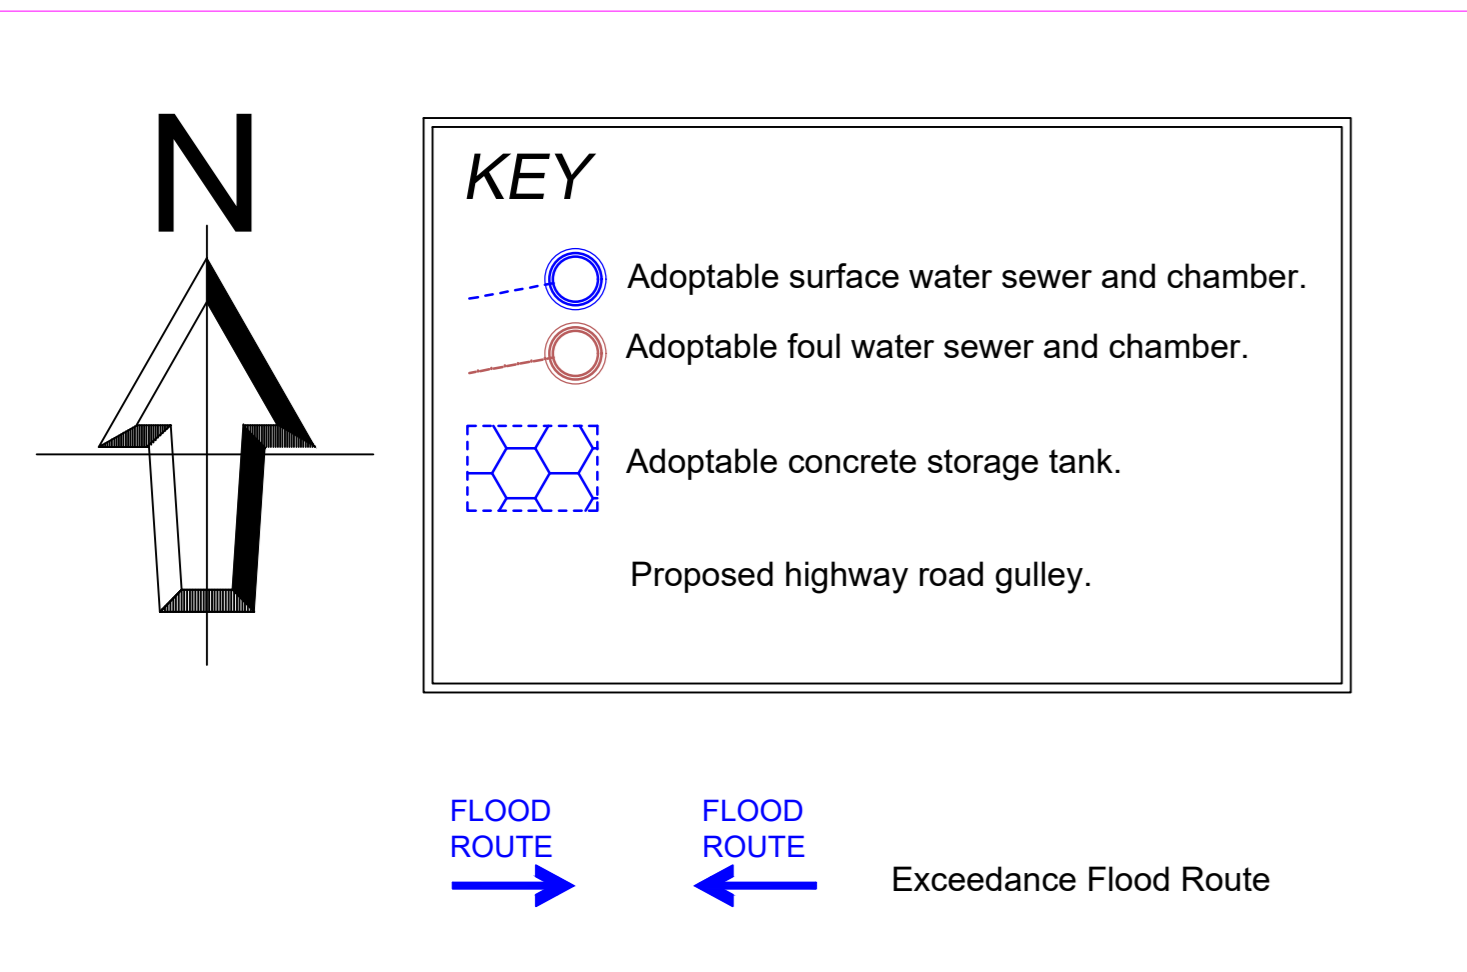 N
KEY
Adoptable surface water sewer and chamber.
Adoptable foul water sewer and chamber.
Adoptable concrete storage tank.
Proposed highway road gulley.
FLOOD
ROUTE
FLOOD
ROUTE
Exceedance Flood Route